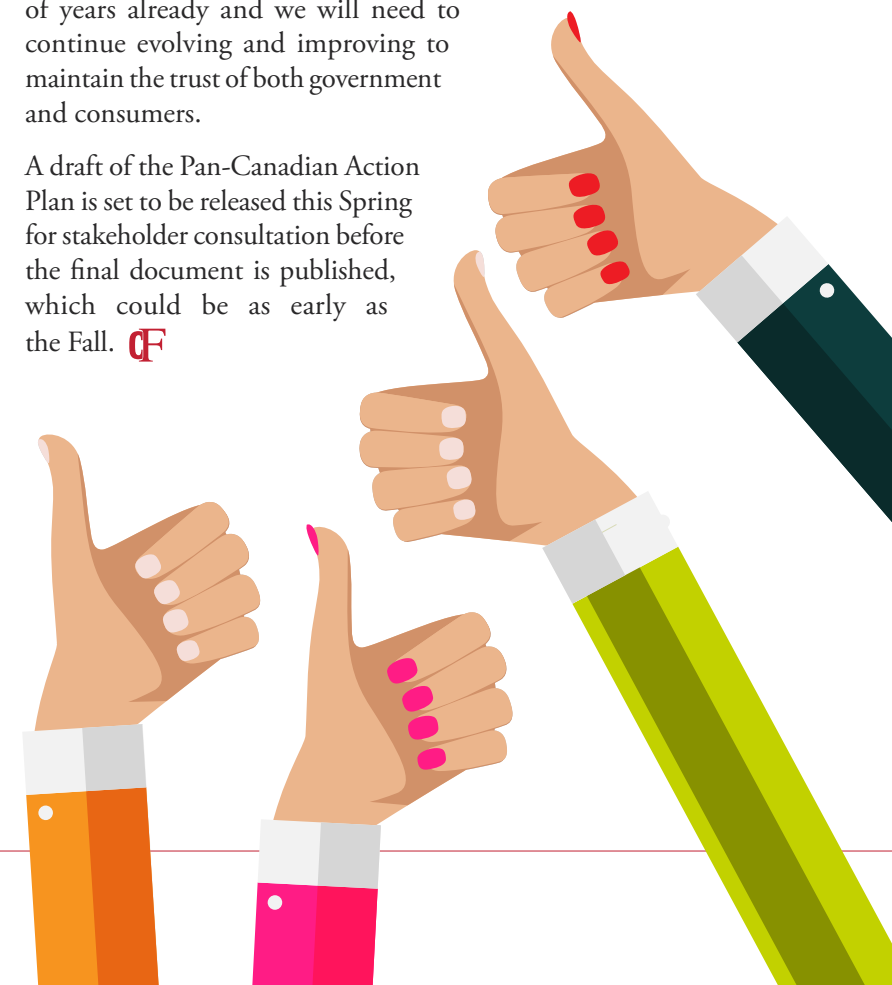 of years already and we will need to
continue evolving and improving to
maintain the trust of both government
and consumers.
A draft of the Pan-Canadian Action
Plan is set to be released this Spring
for stakeholder consultation before
the final document is published,
which could be as early as
the Fall. CF